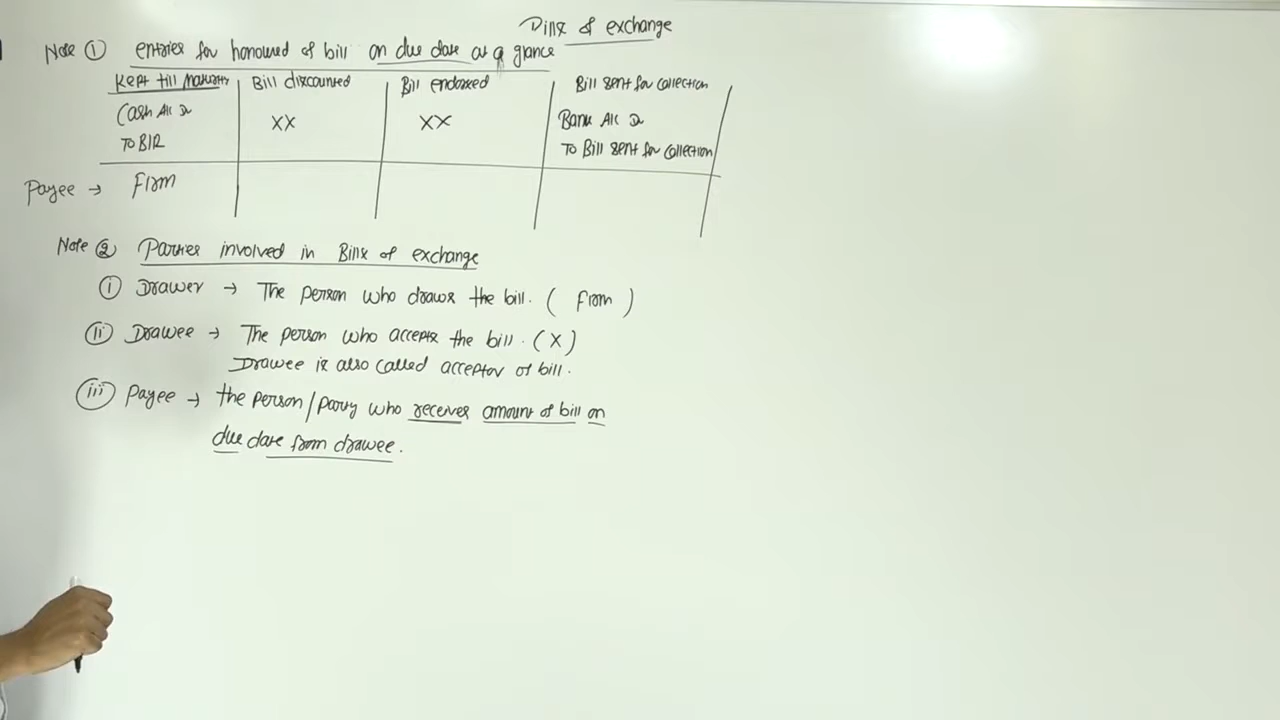 Bills of exchange
Note ① entries for honoured of bill on due date at a glance
Kept till maturity Bill discounted Bill endorsed Bill sent for collection
Cash A/c Dr XX XX Bank A/c Dr
To B/R To Bill sent for collection
Payee → Firm
Note ② Parties involved in Bills of exchange
(i) Drawer → The person who draws the bill. ( Firm )
(ii) Drawee → The person who accepts the bill. (X)
Drawee is also called acceptor of bill.
(iii) Payee → the person/party who receives amount of bill on
due date from drawee.